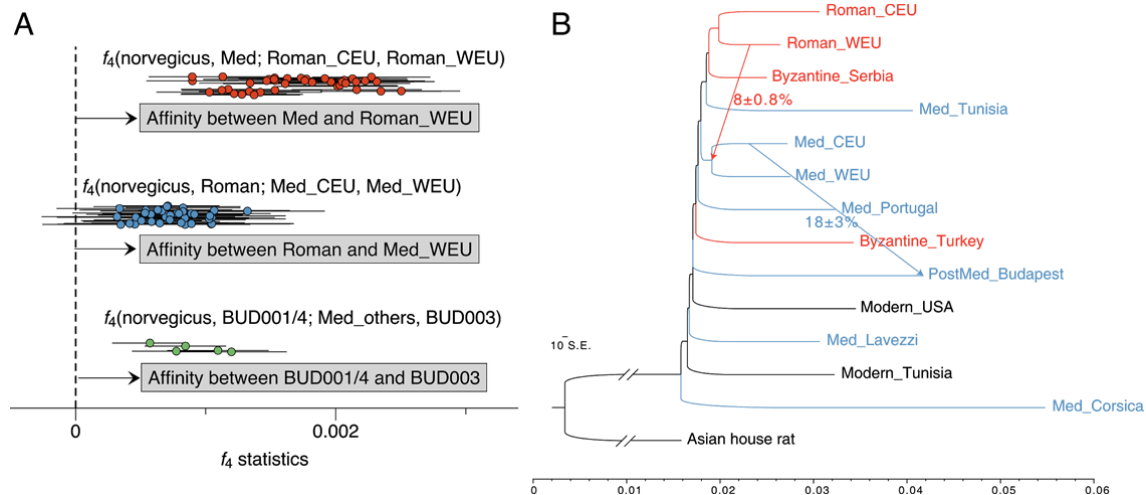 A
f4(norvegicus, Med; Roman_CEU, Roman_WEU)
Affinity between Med and Roman_WEU
f4(norvegicus, Roman; Med_CEU, Med_WEU)
Affinity between Roman and Med_WEU
f4(norvegicus, BUD001/4; Med_others, BUD003)
Affinity between BUD001/4 and BUD003
0
0.002
f4 statistics
B
Roman_CEU
Roman_WEU
Byzantine_Serbia
8±0.8%
Med_Tunisia
Med_CEU
Med_WEU
Med_Portugal
18±3%
Byzantine_Turkey
PostMed_Budapest
Modern_USA
10 S.E.
Med_Lavezzi
Modern_Tunisia
Med_Corsica
Asian house rat
0
0.01
0.02
0.03
0.04
0.05
0.06